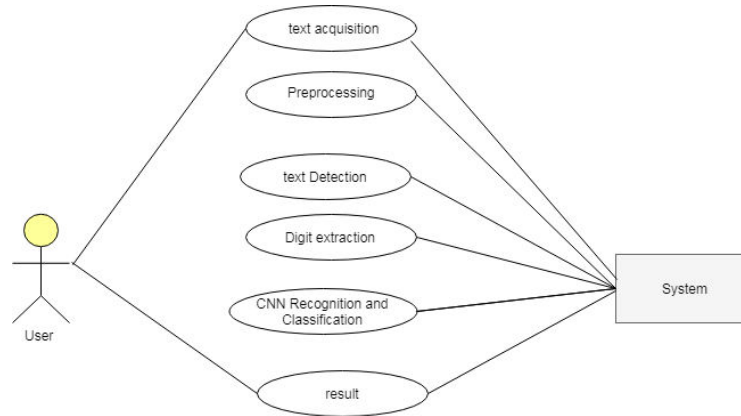 text acquisition
Preprocessing
text Detection
Digit extraction
CNN Recognition and
Classification
result
User
System